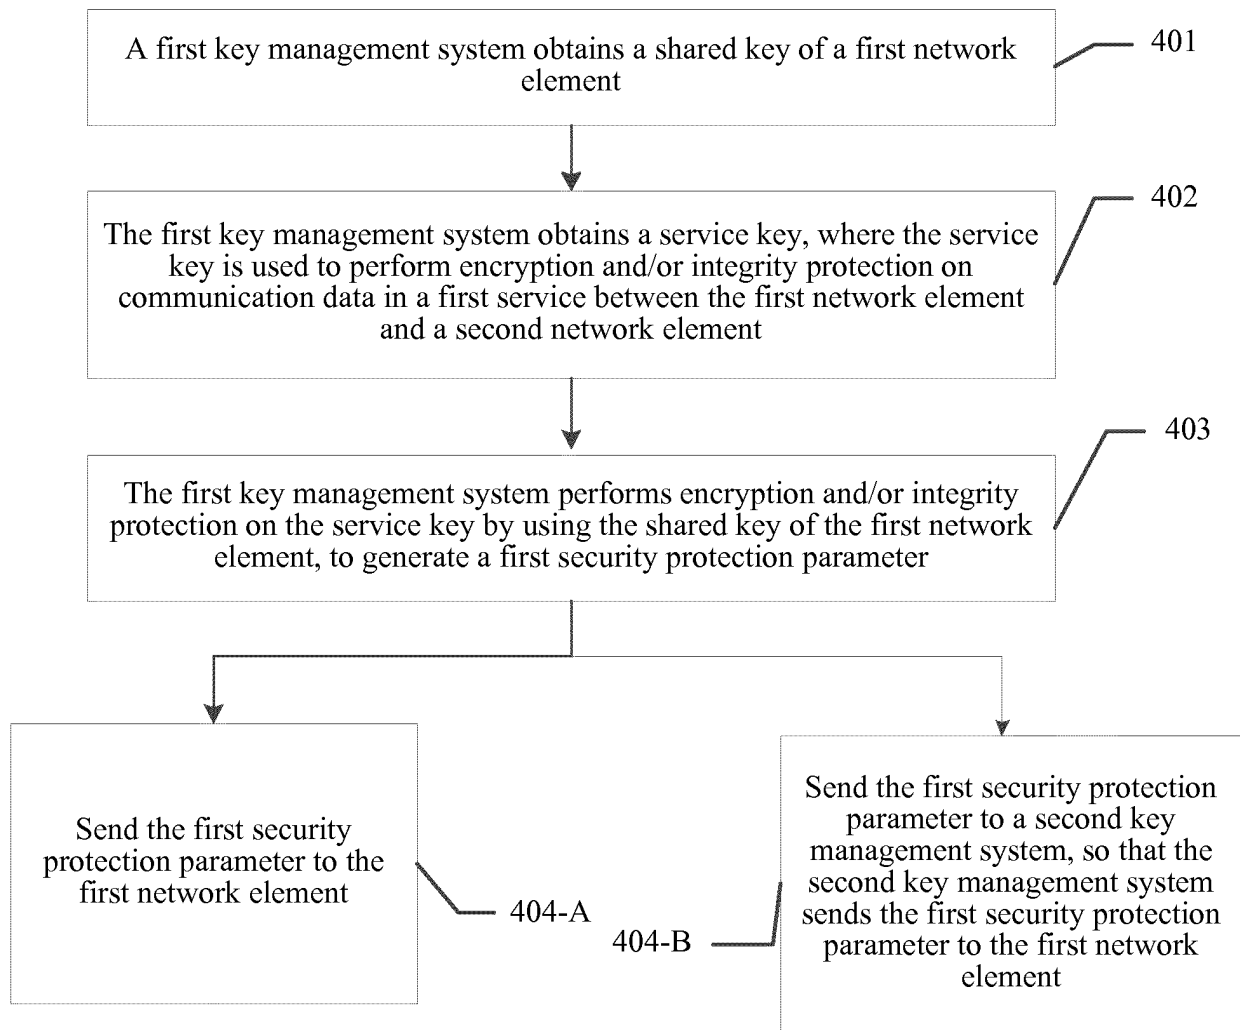 A first key management system obtains a shared key of a first network
element
401
The first key management system obtains a service key, where the service
key is used to perform encryption and/or integrity protection on
communication data in a first service between the first network element
and a second network element
402
The first key management system performs encryption and/or integrity
protection on the service key by using the shared key of the first network
element, to generate a first security protection parameter
403
Send the first security
protection parameter to the
first network element
404-A
Send the first security protection
parameter to a second key
management system, so that the
second key management system
sends the first security protection
parameter to the first network
element
404-B